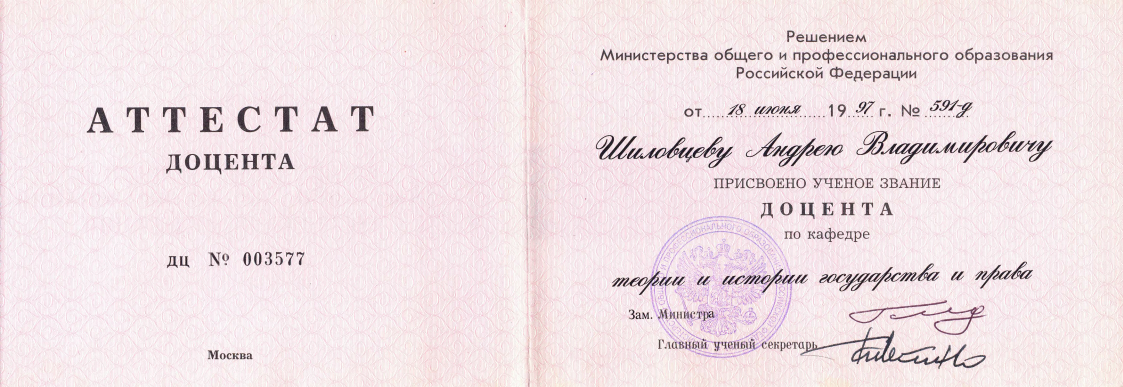 АТТЕСТАТ
ДОЦЕНТА
дц № 003577
Москва
Решением
Министерства общего и профессионального образования
Российской Федерации
от 18 июня 1997 г. № 591-д
Шиловцеву Андрею Владимировичу
ПРИСВОЕНО УЧЕНОЕ ЗВАНИЕ
ДОЦЕНТА
по кафедре
теории и истории государства и права
Зам. Министра
Главный ученый секретарь